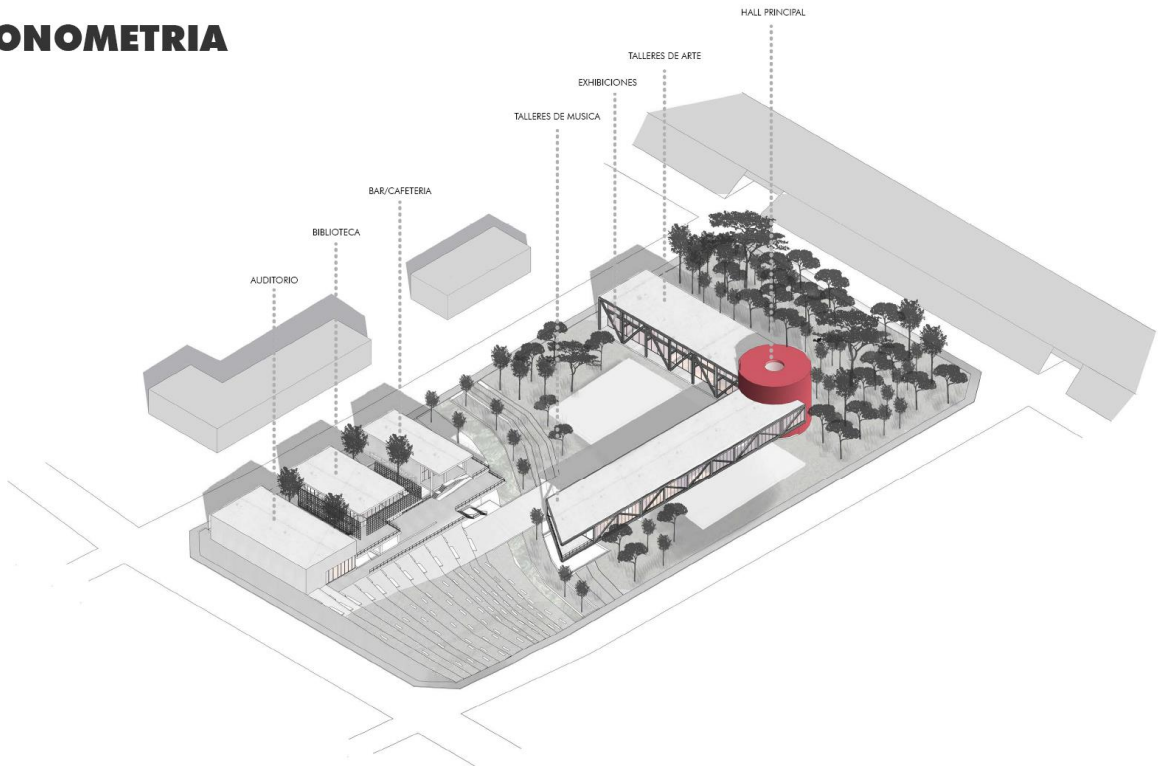 ONOMETRIA
HALL PRINCIPAL
TALLERES DE ARTE
EXHIBICIONES
TALLERES DE MUSICA
BAR/CAFETERIA
BIBLIOTECA
AUDITORIO